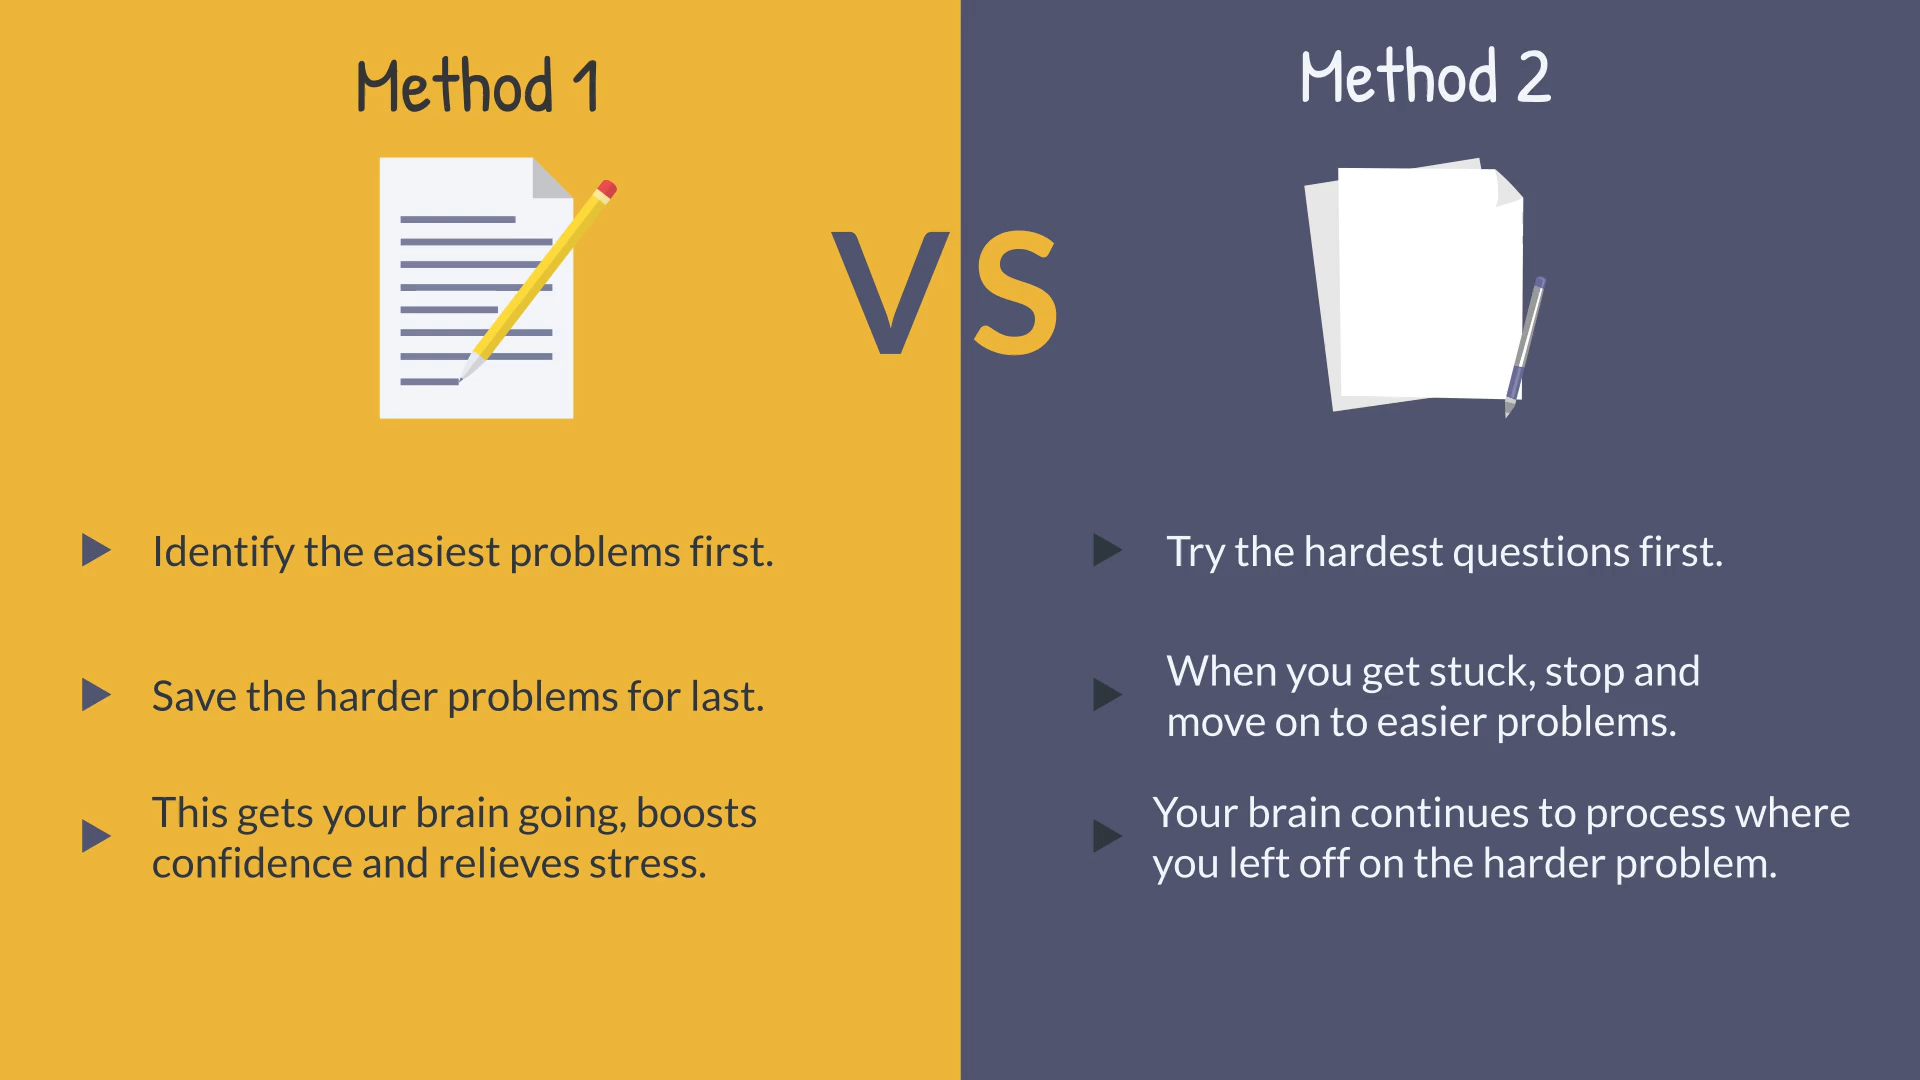 Method 1
Method 2
VS
Identify the easiest problems first.
Save the harder problems for last.
This gets your brain going, boosts
confidence and relieves stress.
Try the hardest questions first.
When you get stuck, stop and
move on to easier problems.
Your brain continues to process where
you left off on the harder problem.